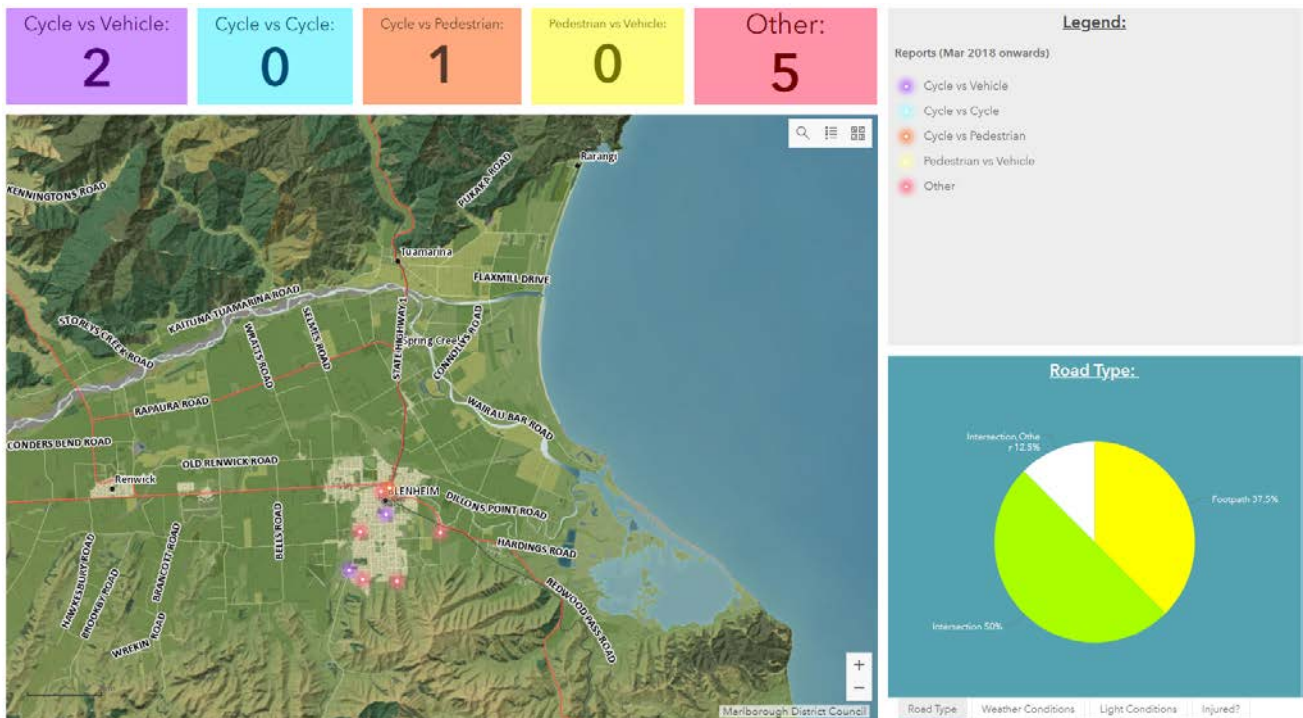 Cycle vs Vehicle:
2
Cycle vs Cycle:
0
Cycle vs Pedestrian:
1
Pedestrian vs Vehicle:
0
Other:
5
Legend:
Reports (Mar 2018 onwards)
Cycle vs Vehicle
Cycle vs Cycle
Cycle vs Pedestrian
Pedestrian vs Vehicle
Other
Rarangi
PUKAKA ROAD
KENNINGTONS ROAD
Tuamarina
FLAXMILL DRIVE
KAITUNA TUAMARINA ROAD
STOREYS CREEK ROAD
SELMES ROAD
WRATTS ROAD
STATE HIGHWAY 1
Spring Creek
CONNOLLYS ROAD
RAPAURA ROAD
WAIRAU BAR ROAD
CONDERS BEND ROAD
OLD RENWICK ROAD
Renwick
BLENHEIM
DILLONS POINT ROAD
BELLS ROAD
HARDINGS ROAD
HAWKESBURY ROAD
BROOKBY ROAD
BRANCOTT ROAD
WREKIN ROAD
REDWOOD PASS ROAD
+
−
Marlborough District Council
Road Type:
Intersection,Othe
r 12.5%
Footpath 37.5%
Intersection 50%
Road Type
Weather Conditions
Light Conditions
Injured?